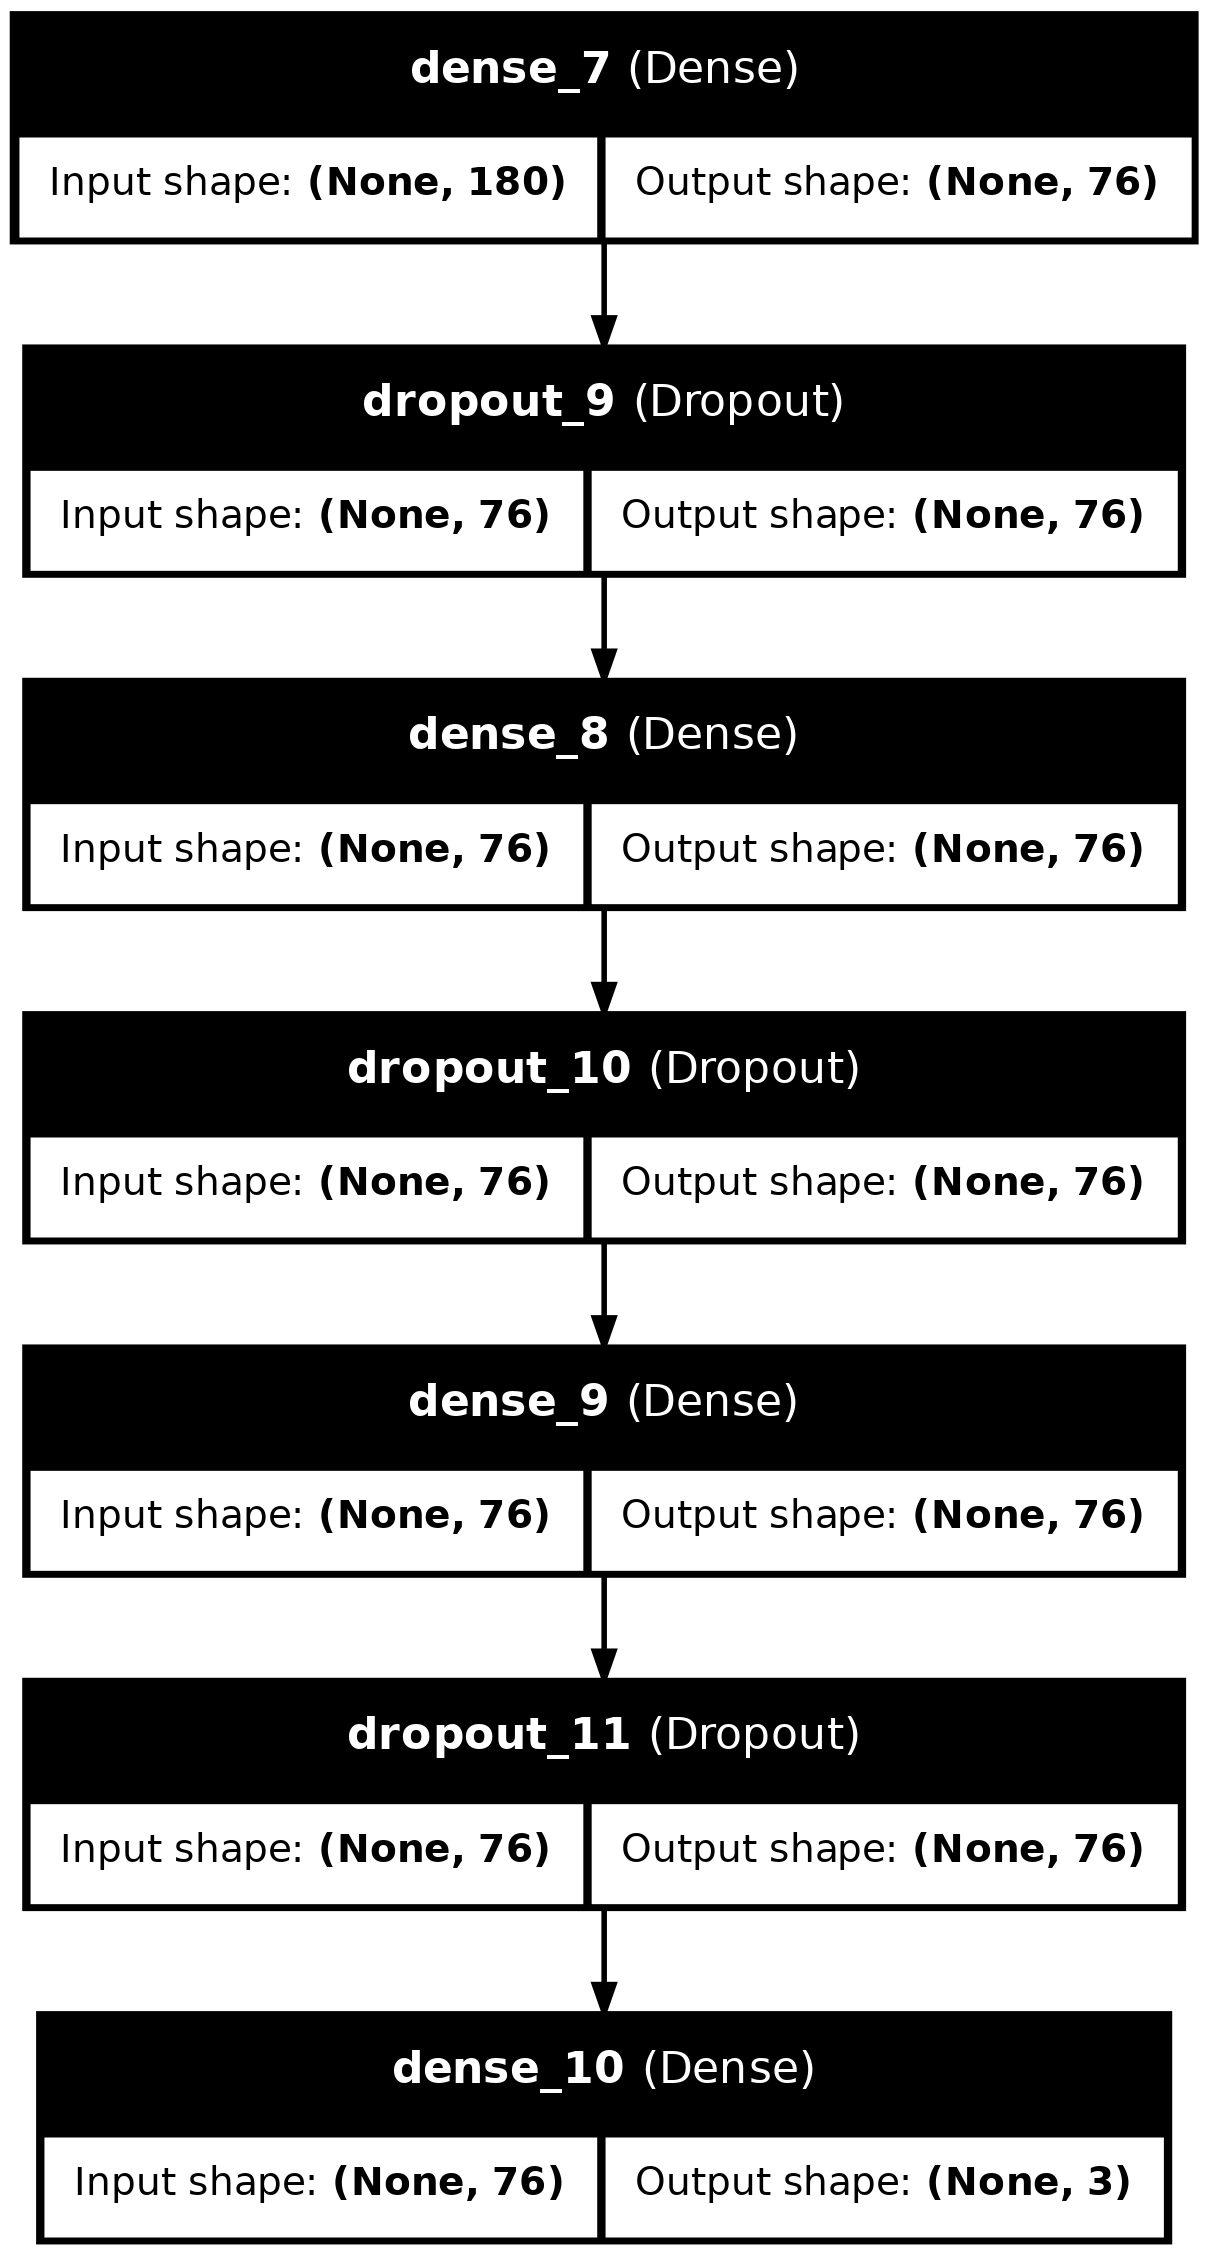 dense_7 (Dense)
Input shape: (None, 180) Output shape: (None, 76)
dropout_9 (Dropout)
Input shape: (None, 76) Output shape: (None, 76)
dense_8 (Dense)
Input shape: (None, 76) Output shape: (None, 76)
dropout_10 (Dropout)
Input shape: (None, 76) Output shape: (None, 76)
dense_9 (Dense)
Input shape: (None, 76) Output shape: (None, 76)
dropout_11 (Dropout)
Input shape: (None, 76) Output shape: (None, 76)
dense_10 (Dense)
Input shape: (None, 76) Output shape: (None, 3)